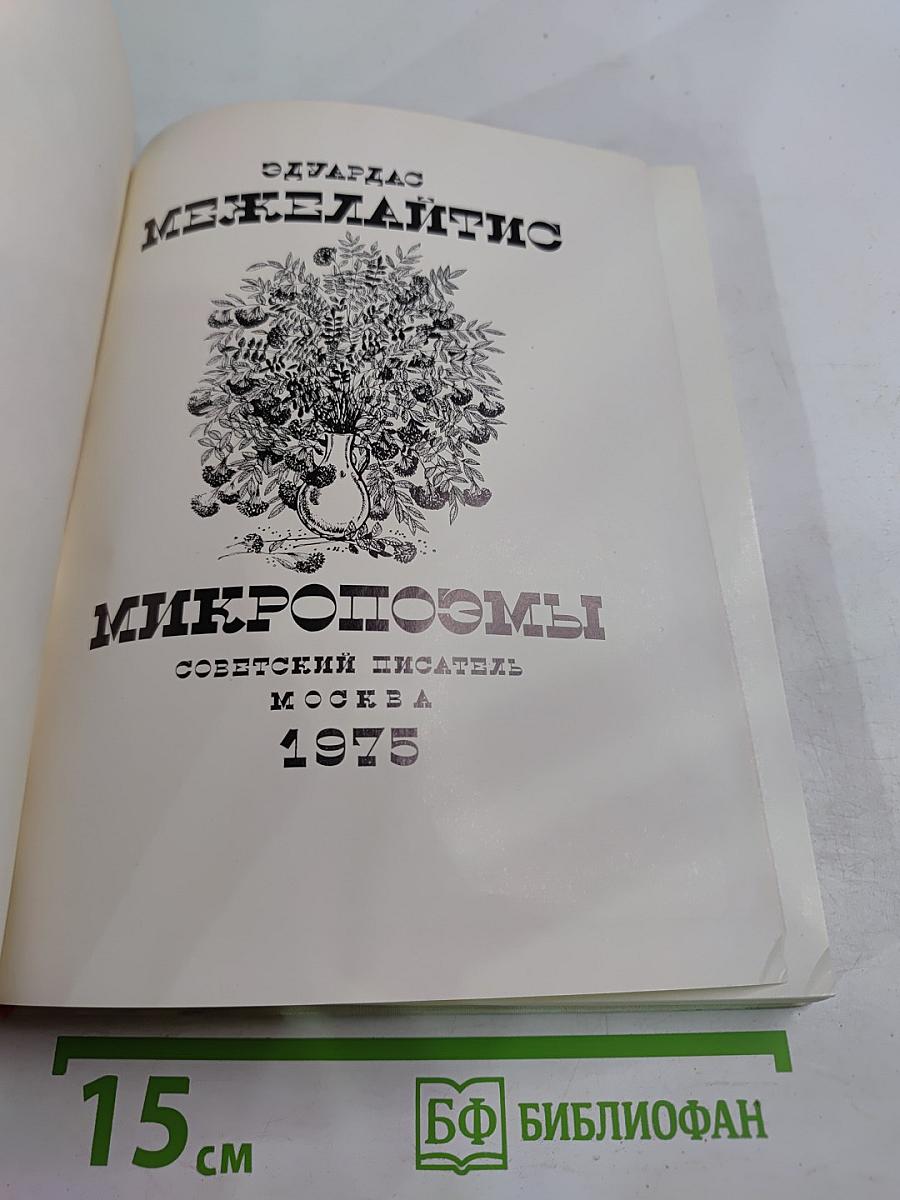 ЭДУАРДАС
МЕЖЕЛАЙТИС
МИКРОПОЭМЫ
СОВЕТСКИЙ ПИСАТЕЛЬ
МОСКВА
1975
15 см
БФ БИБЛИОФАН